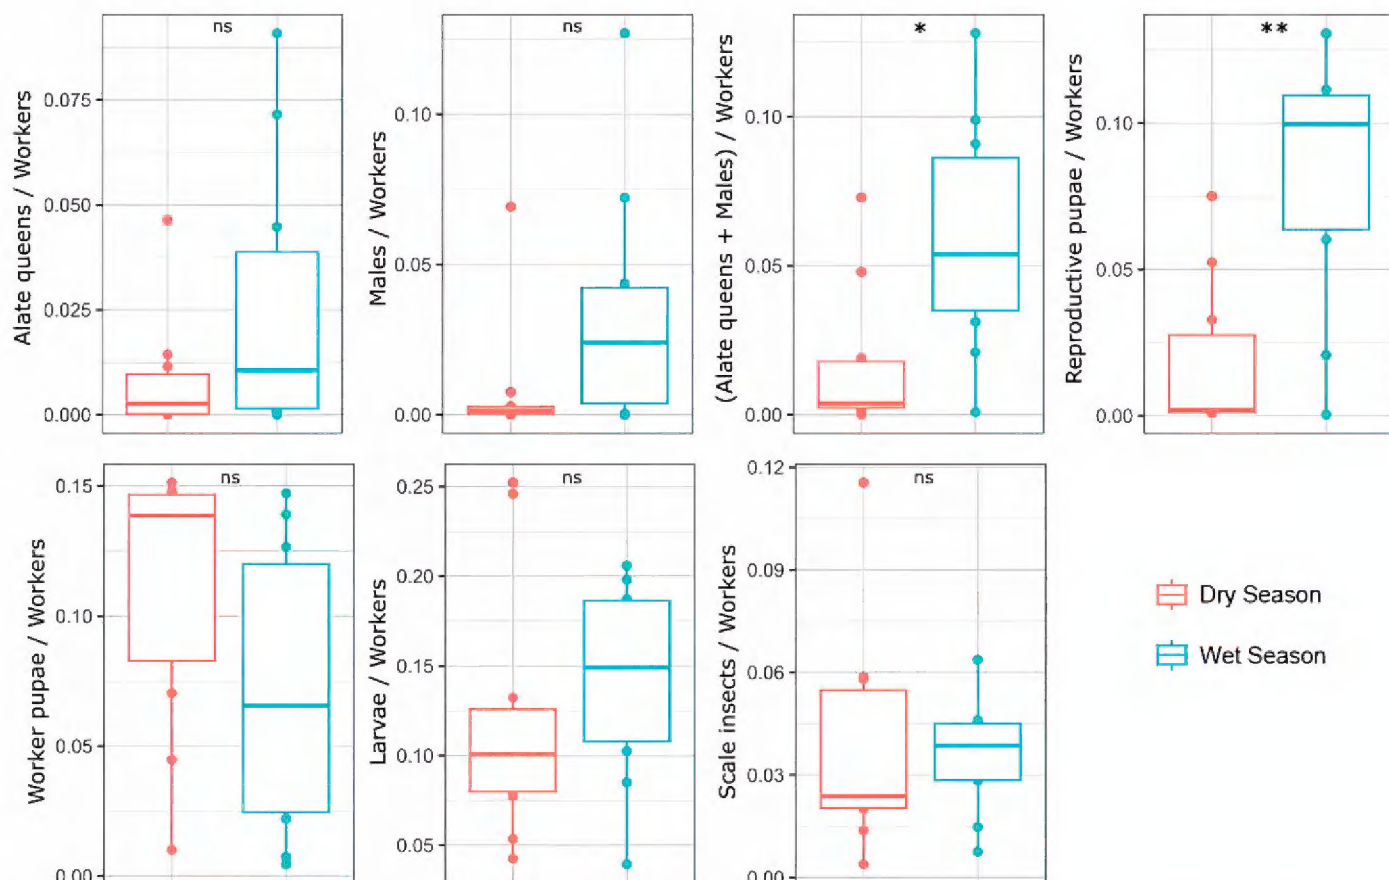 ns
Alate queens / Workers
0.075
0.050
0.025
0.000
ns
Males / Workers
0.10
0.05
0.00
*
(Alate queens + Males) / Workers
0.10
0.05
0.00
**
Reproductive pupae / Workers
0.10
0.05
0.00
ns
Worker pupae / Workers
0.15
0.10
0.05
0.00
ns
Larvae / Workers
0.25
0.20
0.15
0.10
0.05
ns
Scale insects / Workers
0.12
0.09
0.06
0.03
0.00
Dry Season
Wet Season